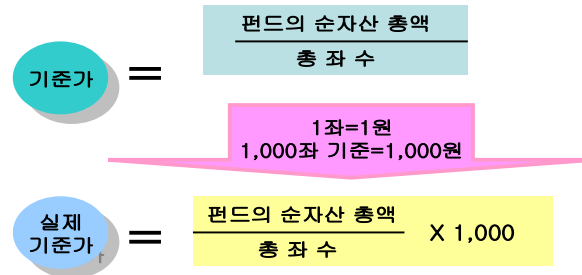 기준가
=
펀드의 순자산 총액
총 좌 수
1좌=1원
1,000좌 기준=1,000원
실제
기준가
=
펀드의 순자산 총액
총 좌 수
X 1,000